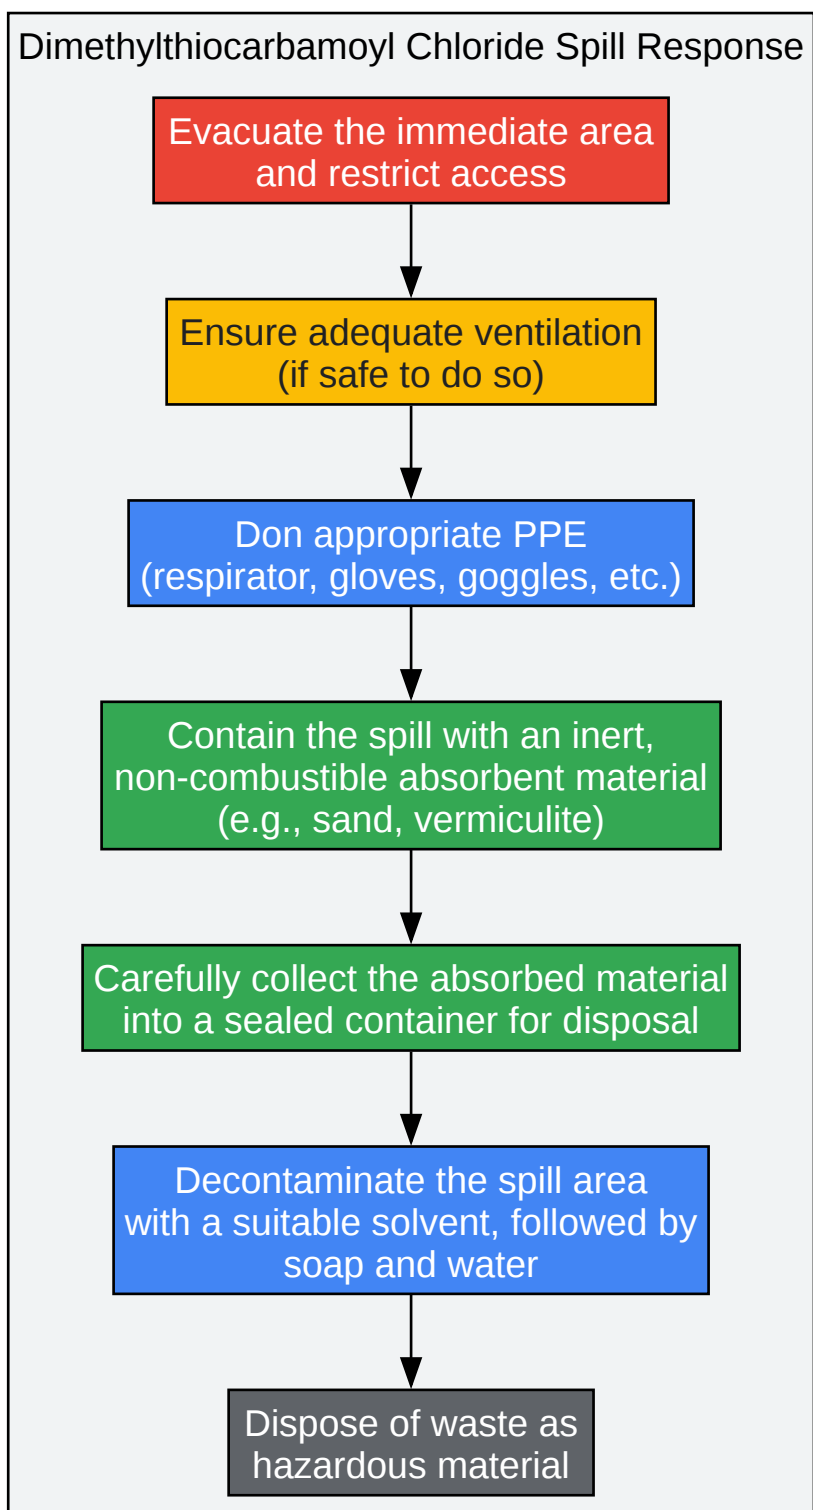 Dimethylthiocarbamoyl Chloride Spill Response
Evacuate the immediate area
and restrict access
Ensure adequate ventilation
(if safe to do so)
Don appropriate PPE
(respirator, gloves, goggles, etc.)
Contain the spill with an inert,
non-combustible absorbent material
(e.g., sand, vermiculite)
Carefully collect the absorbed material
into a sealed container for disposal
Decontaminate the spill area
with a suitable solvent, followed by
soap and water
Dispose of waste as
hazardous material